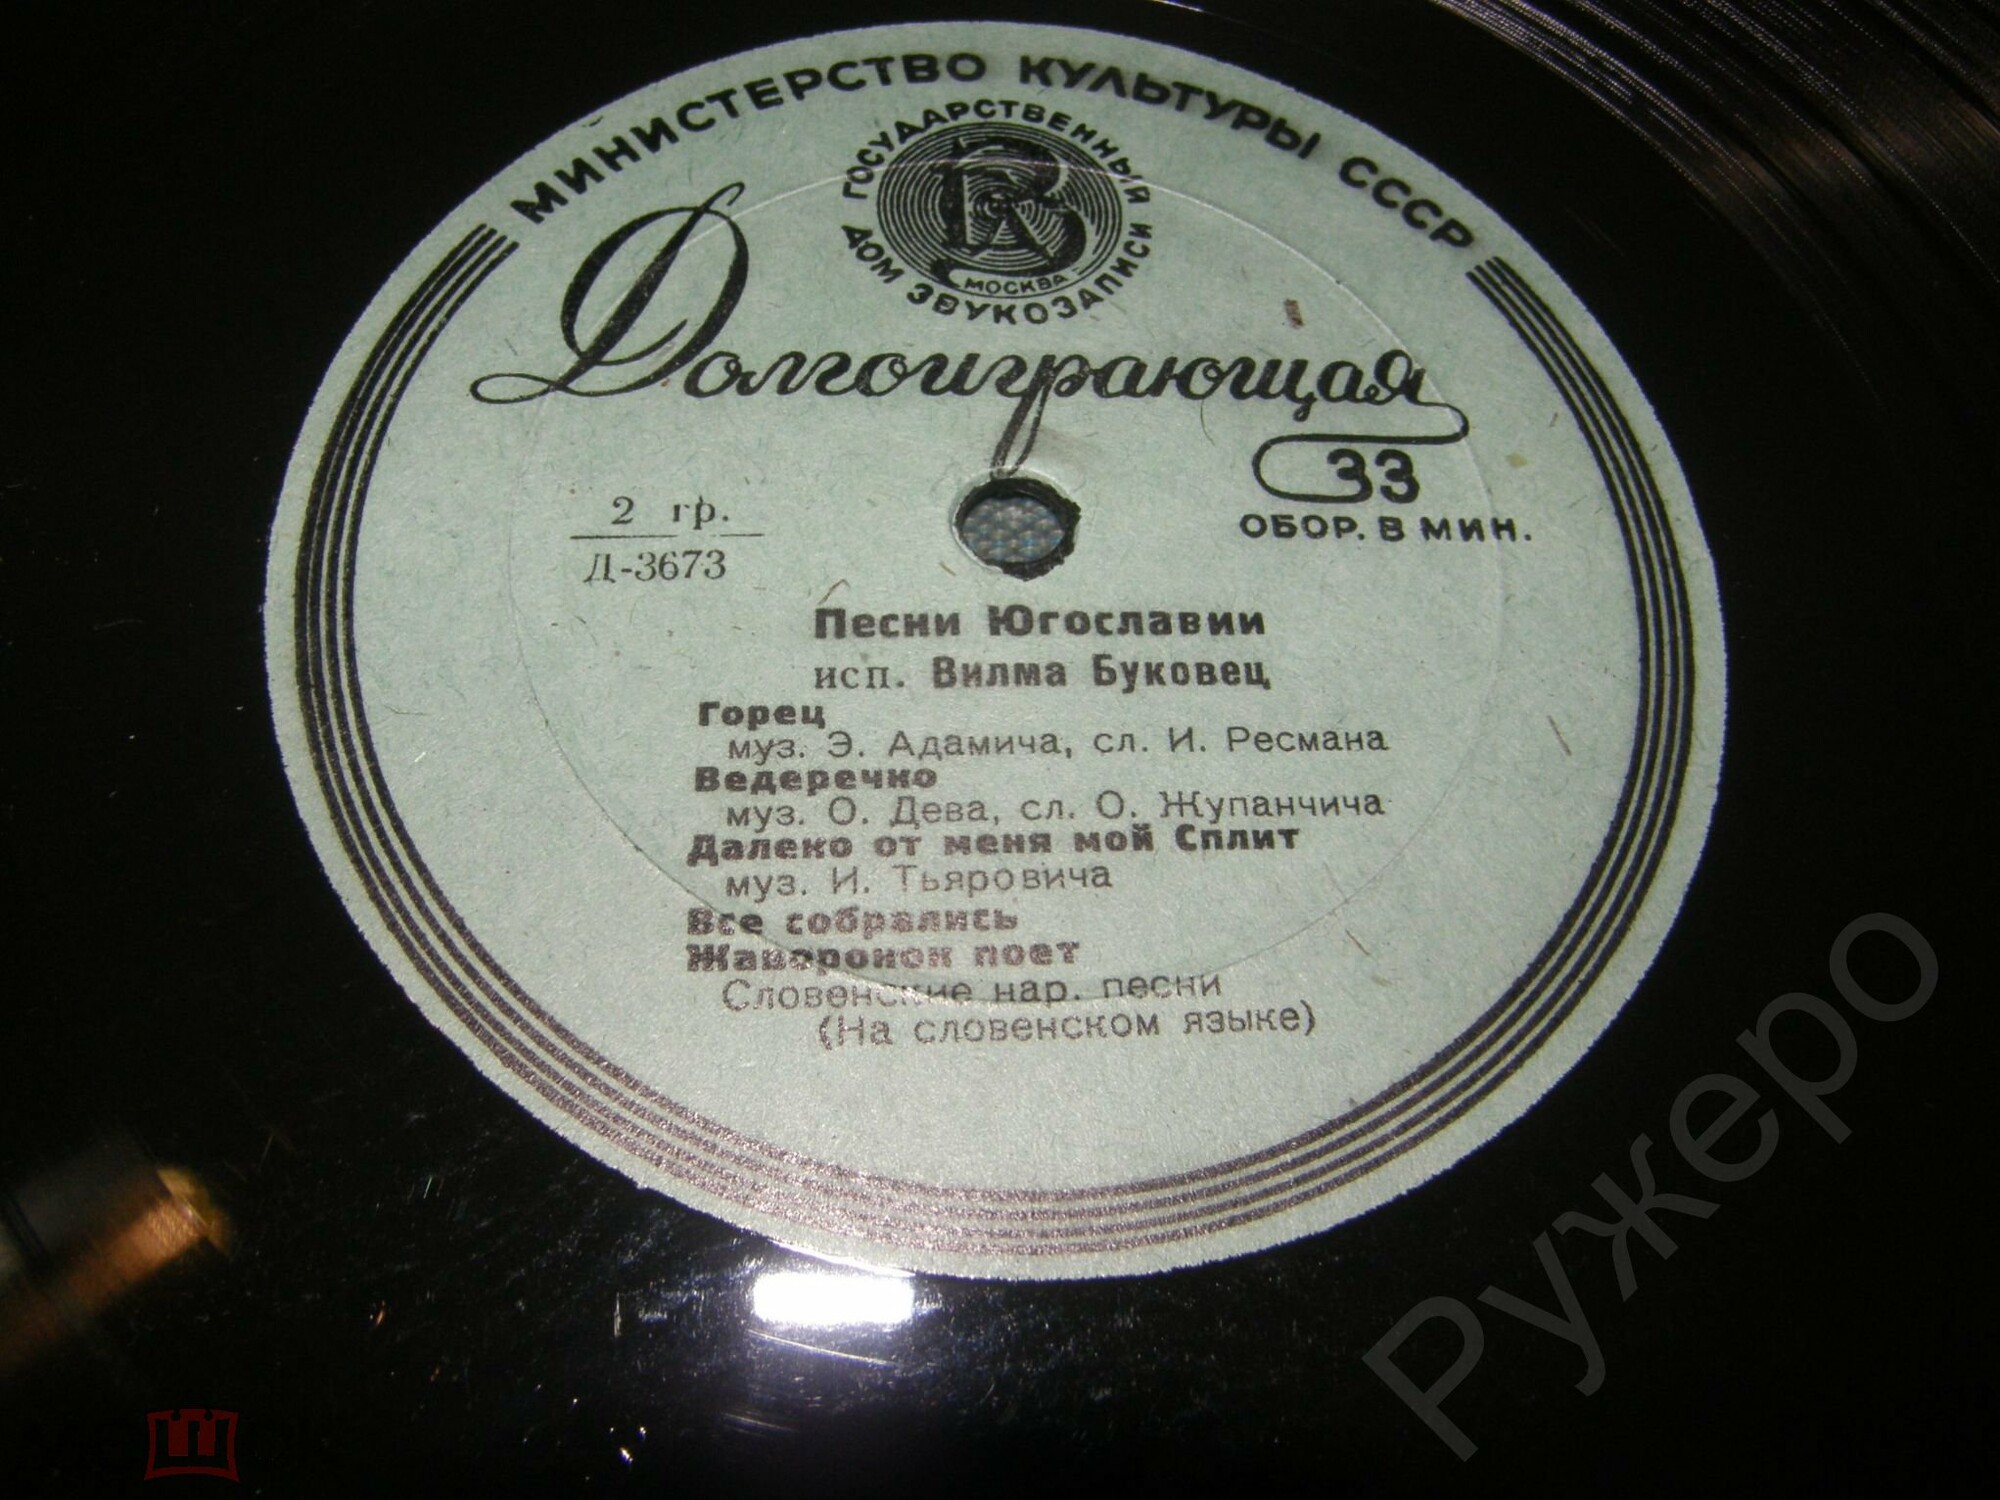 МИНИСТЕРСТВО КУЛЬТУРЫ СССР
ГОСУДАРСТВЕННЫЙ
ДОМ ЗВУКОЗАПИСИ
МОСКВА
Долгоиграющая
33
ОБОР. В МИН.
2 гр.
Д-3673
Песни Югославии
исп. Вилма Буковец
Горец
муз. Э. Адамича, сл. И. Ресмана
Ведеречко
муз. О. Дева, сл. О. Жупанчича
Далеко от меня мой Сплит
муз. И. Тьяровича
Все собрались
Жаворонок поет
Словенские нар. песни
(На словенском языке)
Ружеро